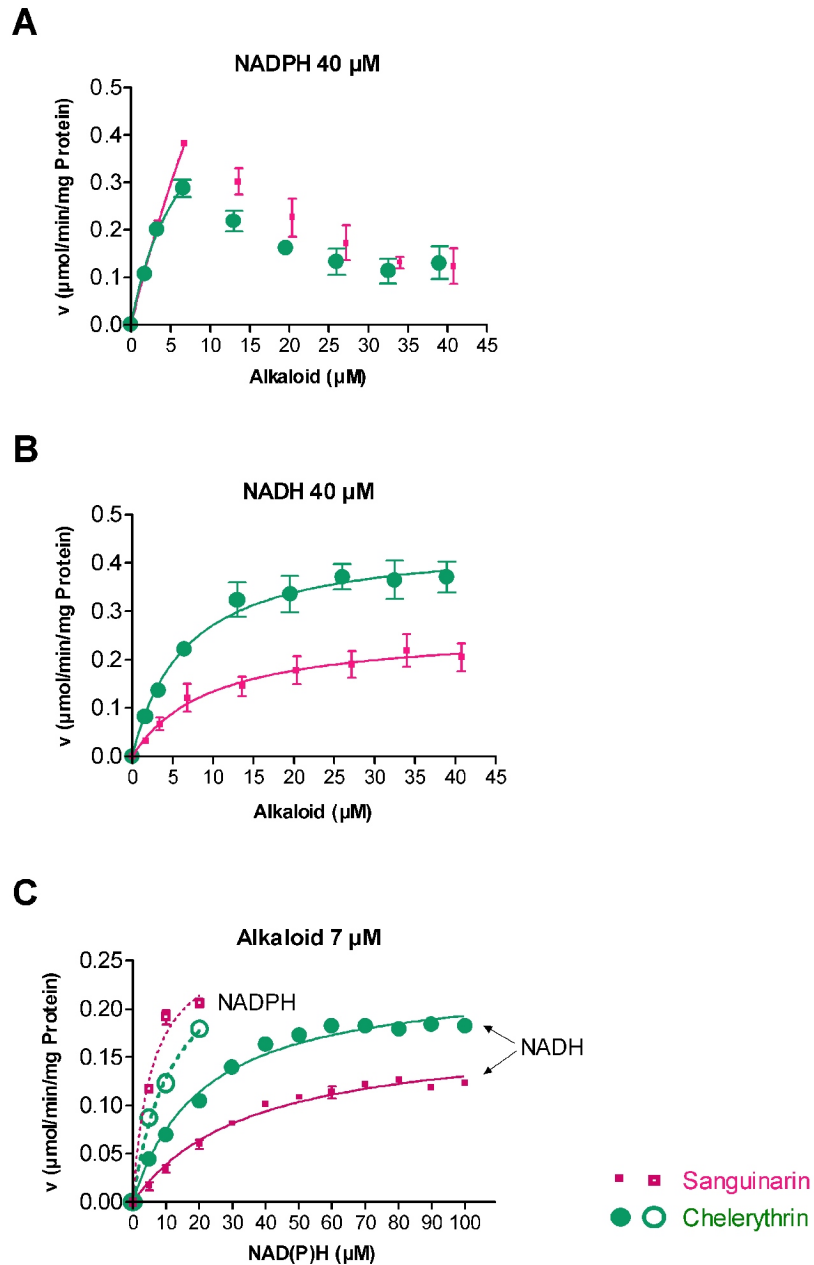 A
NADPH 40 µM
v (µmol/min/mg Protein)
0.5
0.4
0.3
0.2
0.1
0.0
0 5 10 15 20 25 30 35 40 45
Alkaloid (µM)
B
NADH 40 µM
v (µmol/min/mg Protein)
0.5
0.4
0.3
0.2
0.1
0.0
0 5 10 15 20 25 30 35 40 45
Alkaloid (µM)
C
Alkaloid 7 µM
v (µmol/min/mg Protein)
0.25
0.20
0.15
0.10
0.05
0.00
NADPH
NADH
0 10 20 30 40 50 60 70 80 90 100
NAD(P)H (µM)
Sanguinarin
Chelerythrin